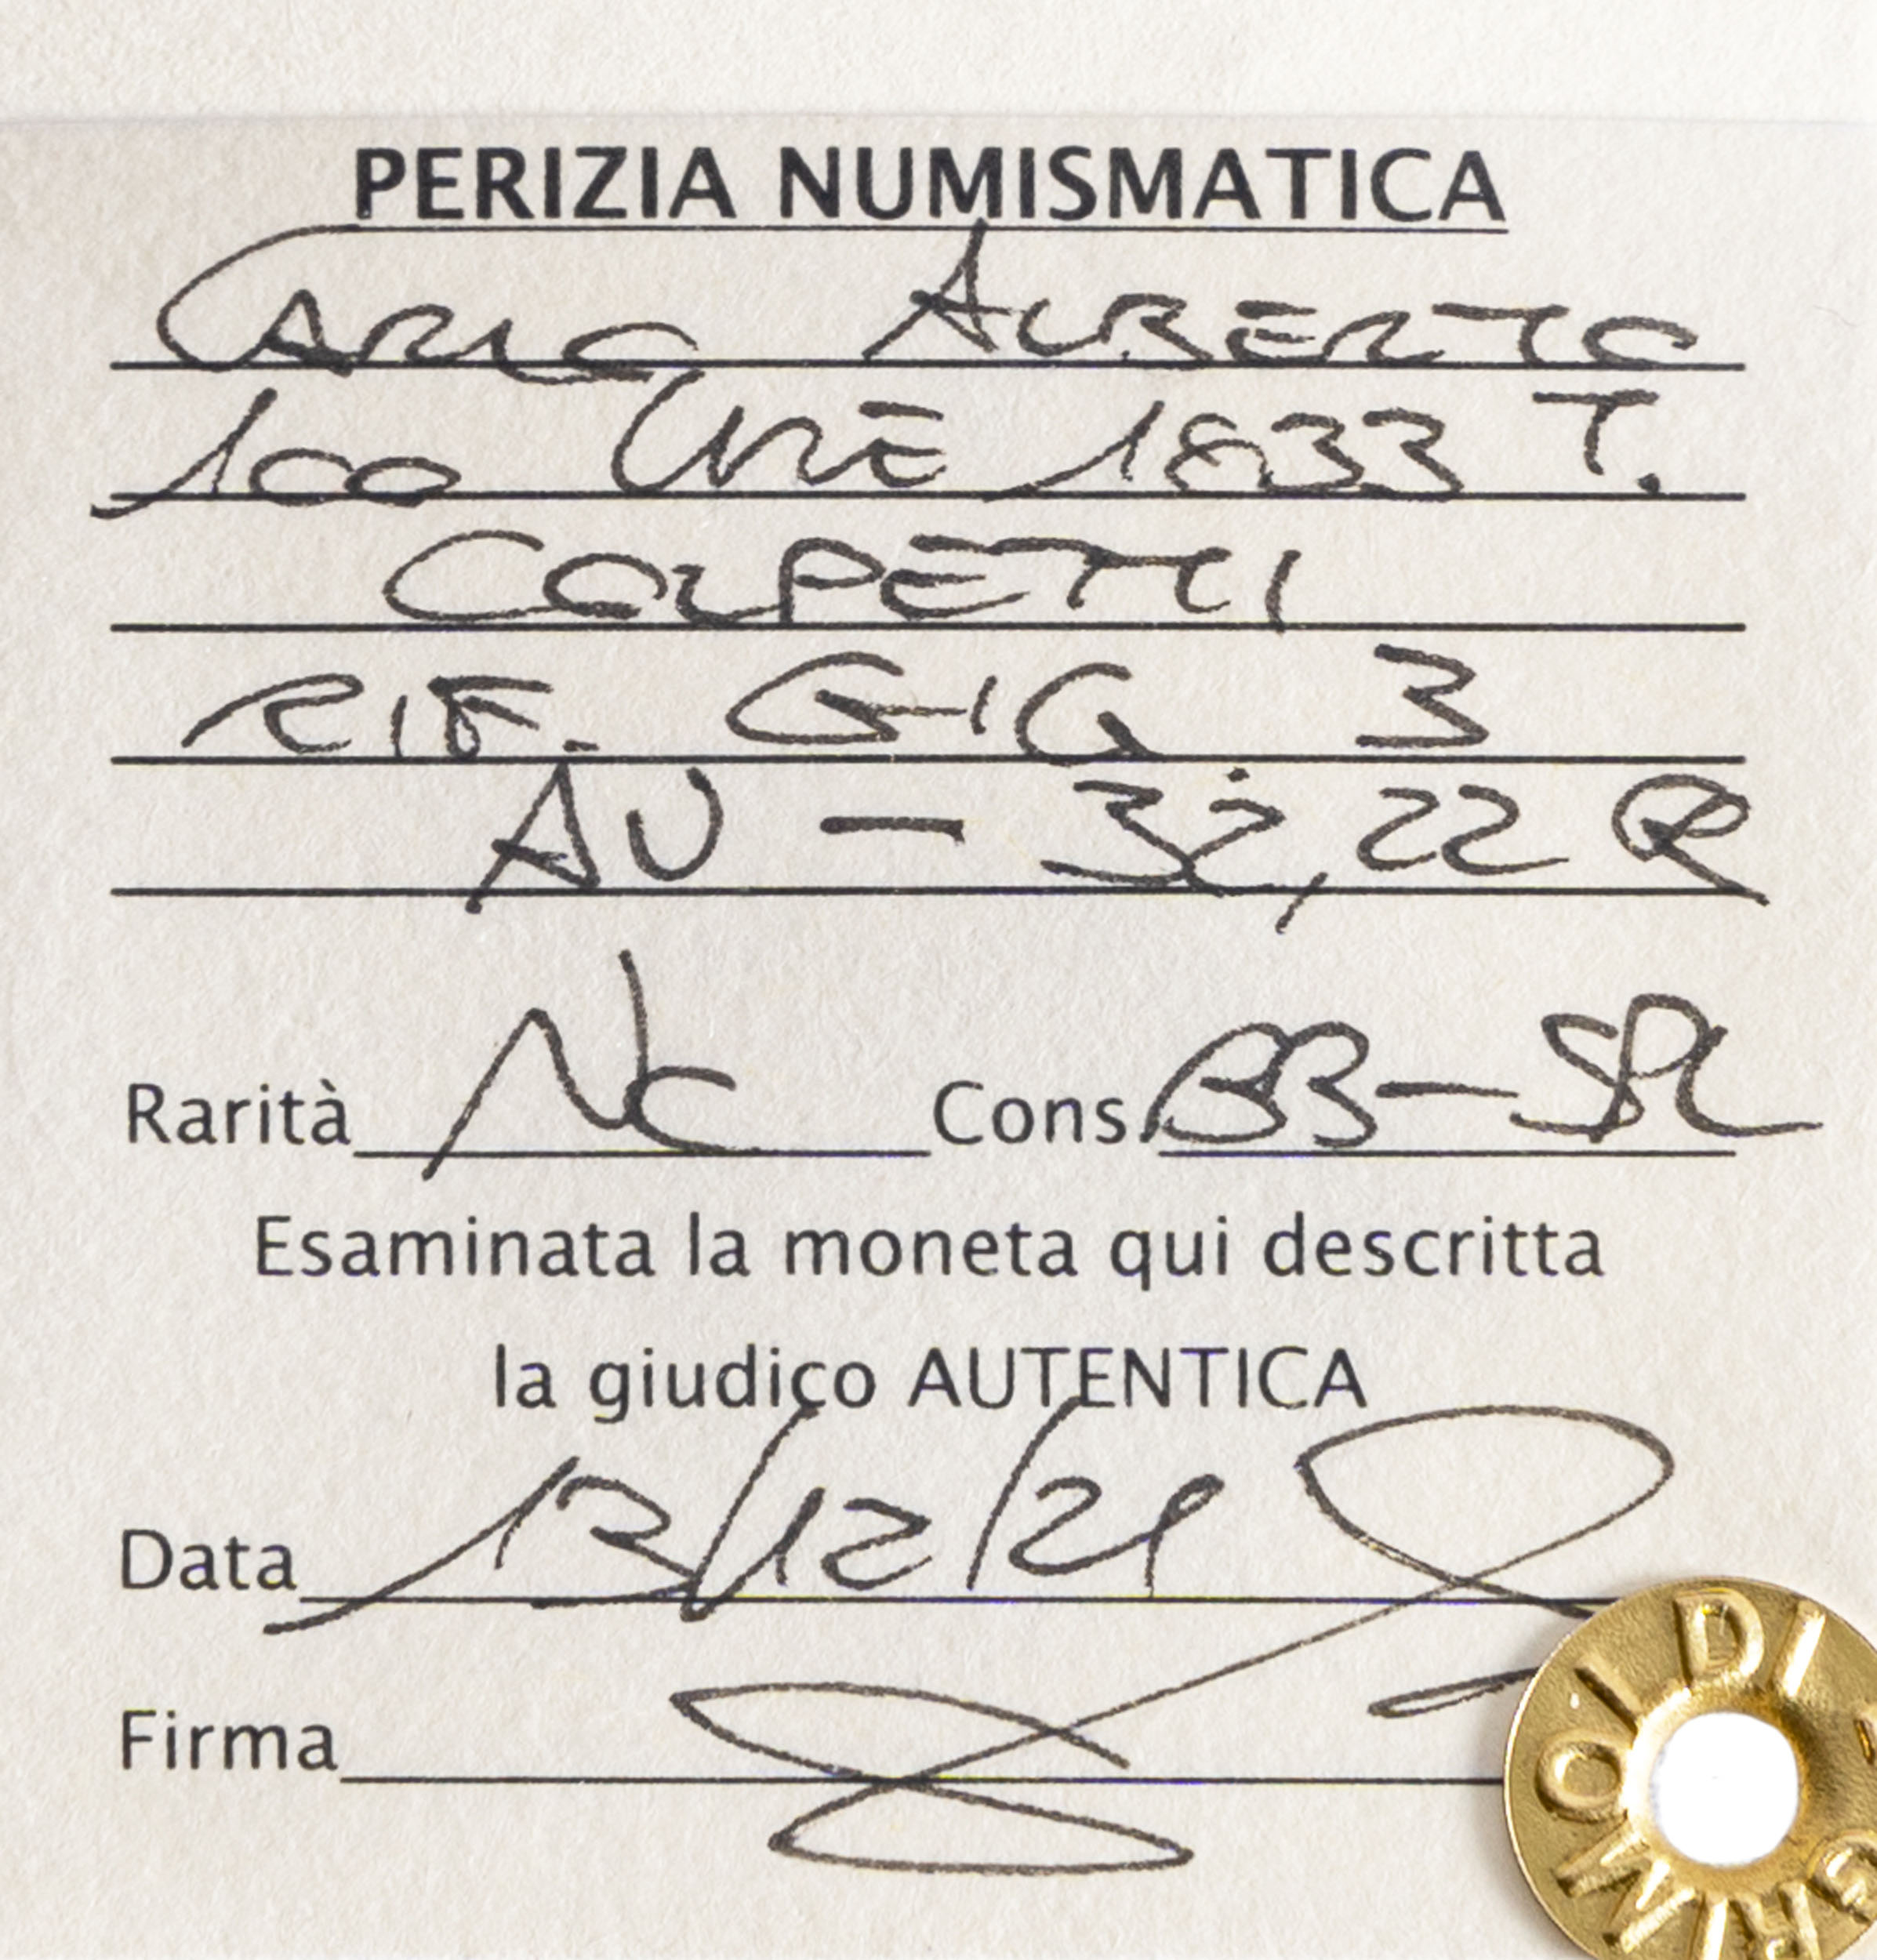 PERIZIA NUMISMATICA
CARLO ALBERTO
100 LIRE 1833 T.
COLPETTI
RIF. GIG 3
AU - 32,22 g
Rarità NC Cons. BB-SPL
Esaminata la moneta qui descritta
la giudico AUTENTICA
Data 12/12/21
Firma